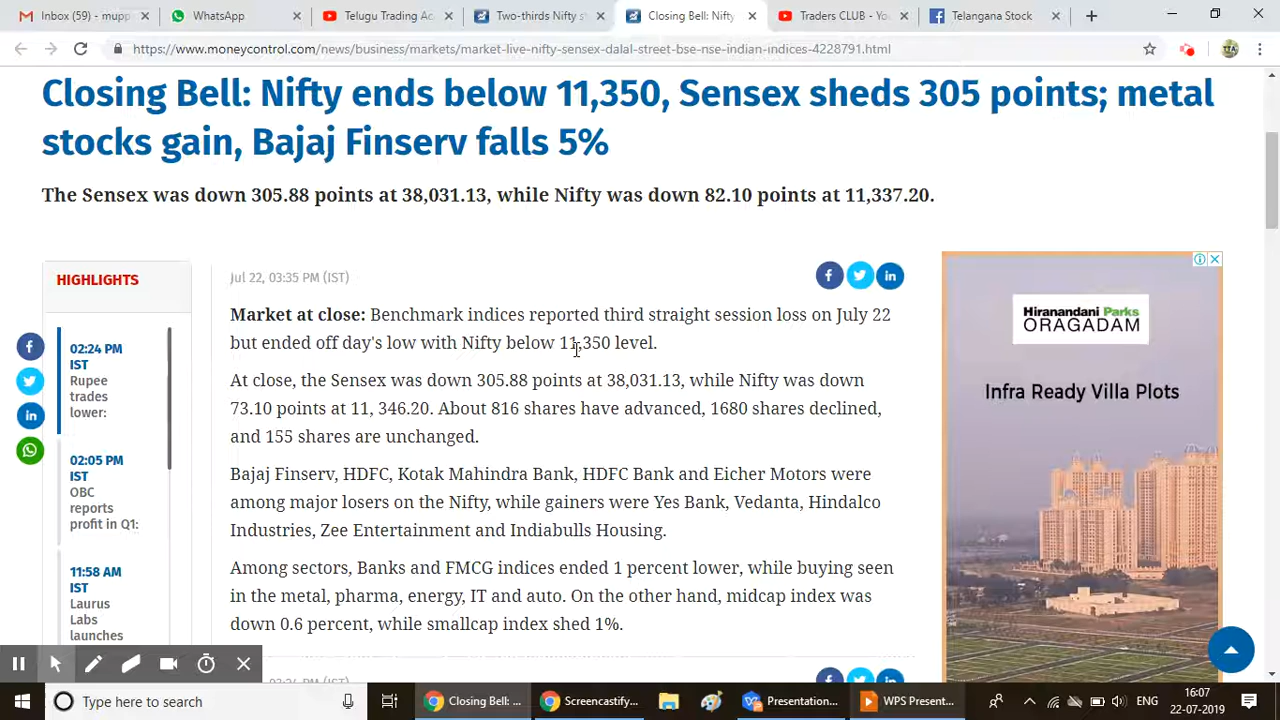 Inbox (59) - mupp
WhatsApp
Telugu Trading Ac
Two-thirds Nifty s
Closing Bell: Nifty
Traders CLUB - Yo
Telangana Stock
https://www.moneycontrol.com/news/business/markets/market-live-nifty-sensex-dalal-street-bse-nse-indian-indices-4228791.html
Closing Bell: Nifty ends below 11,350, Sensex sheds 305 points; metal
stocks gain, Bajaj Finserv falls 5%
The Sensex was down 305.88 points at 38,031.13, while Nifty was down 82.10 points at 11,337.20.
HIGHLIGHTS
02:24 PM
IST
Rupee
trades
lower:
02:05 PM
IST
OBC
reports
profit in Q1:
11:58 AM
IST
Laurus
Labs
launches
Jul 22, 03:35 PM (IST)
Market at close: Benchmark indices reported third straight session loss on July 22
but ended off day's low with Nifty below 11,350 level.
At close, the Sensex was down 305.88 points at 38,031.13, while Nifty was down
73.10 points at 11, 346.20. About 816 shares have advanced, 1680 shares declined,
and 155 shares are unchanged.
Bajaj Finserv, HDFC, Kotak Mahindra Bank, HDFC Bank and Eicher Motors were
among major losers on the Nifty, while gainers were Yes Bank, Vedanta, Hindalco
Industries, Zee Entertainment and Indiabulls Housing.
Among sectors, Banks and FMCG indices ended 1 percent lower, while buying seen
in the metal, pharma, energy, IT and auto. On the other hand, midcap index was
down 0.6 percent, while smallcap index shed 1%.
Hiranandani Parks
ORAGADAM
Infra Ready Villa Plots
Type here to search
Closing Bell: ...
Screencastify...
Presentation...
WPS Present...
ENG
16:07
22-07-2019